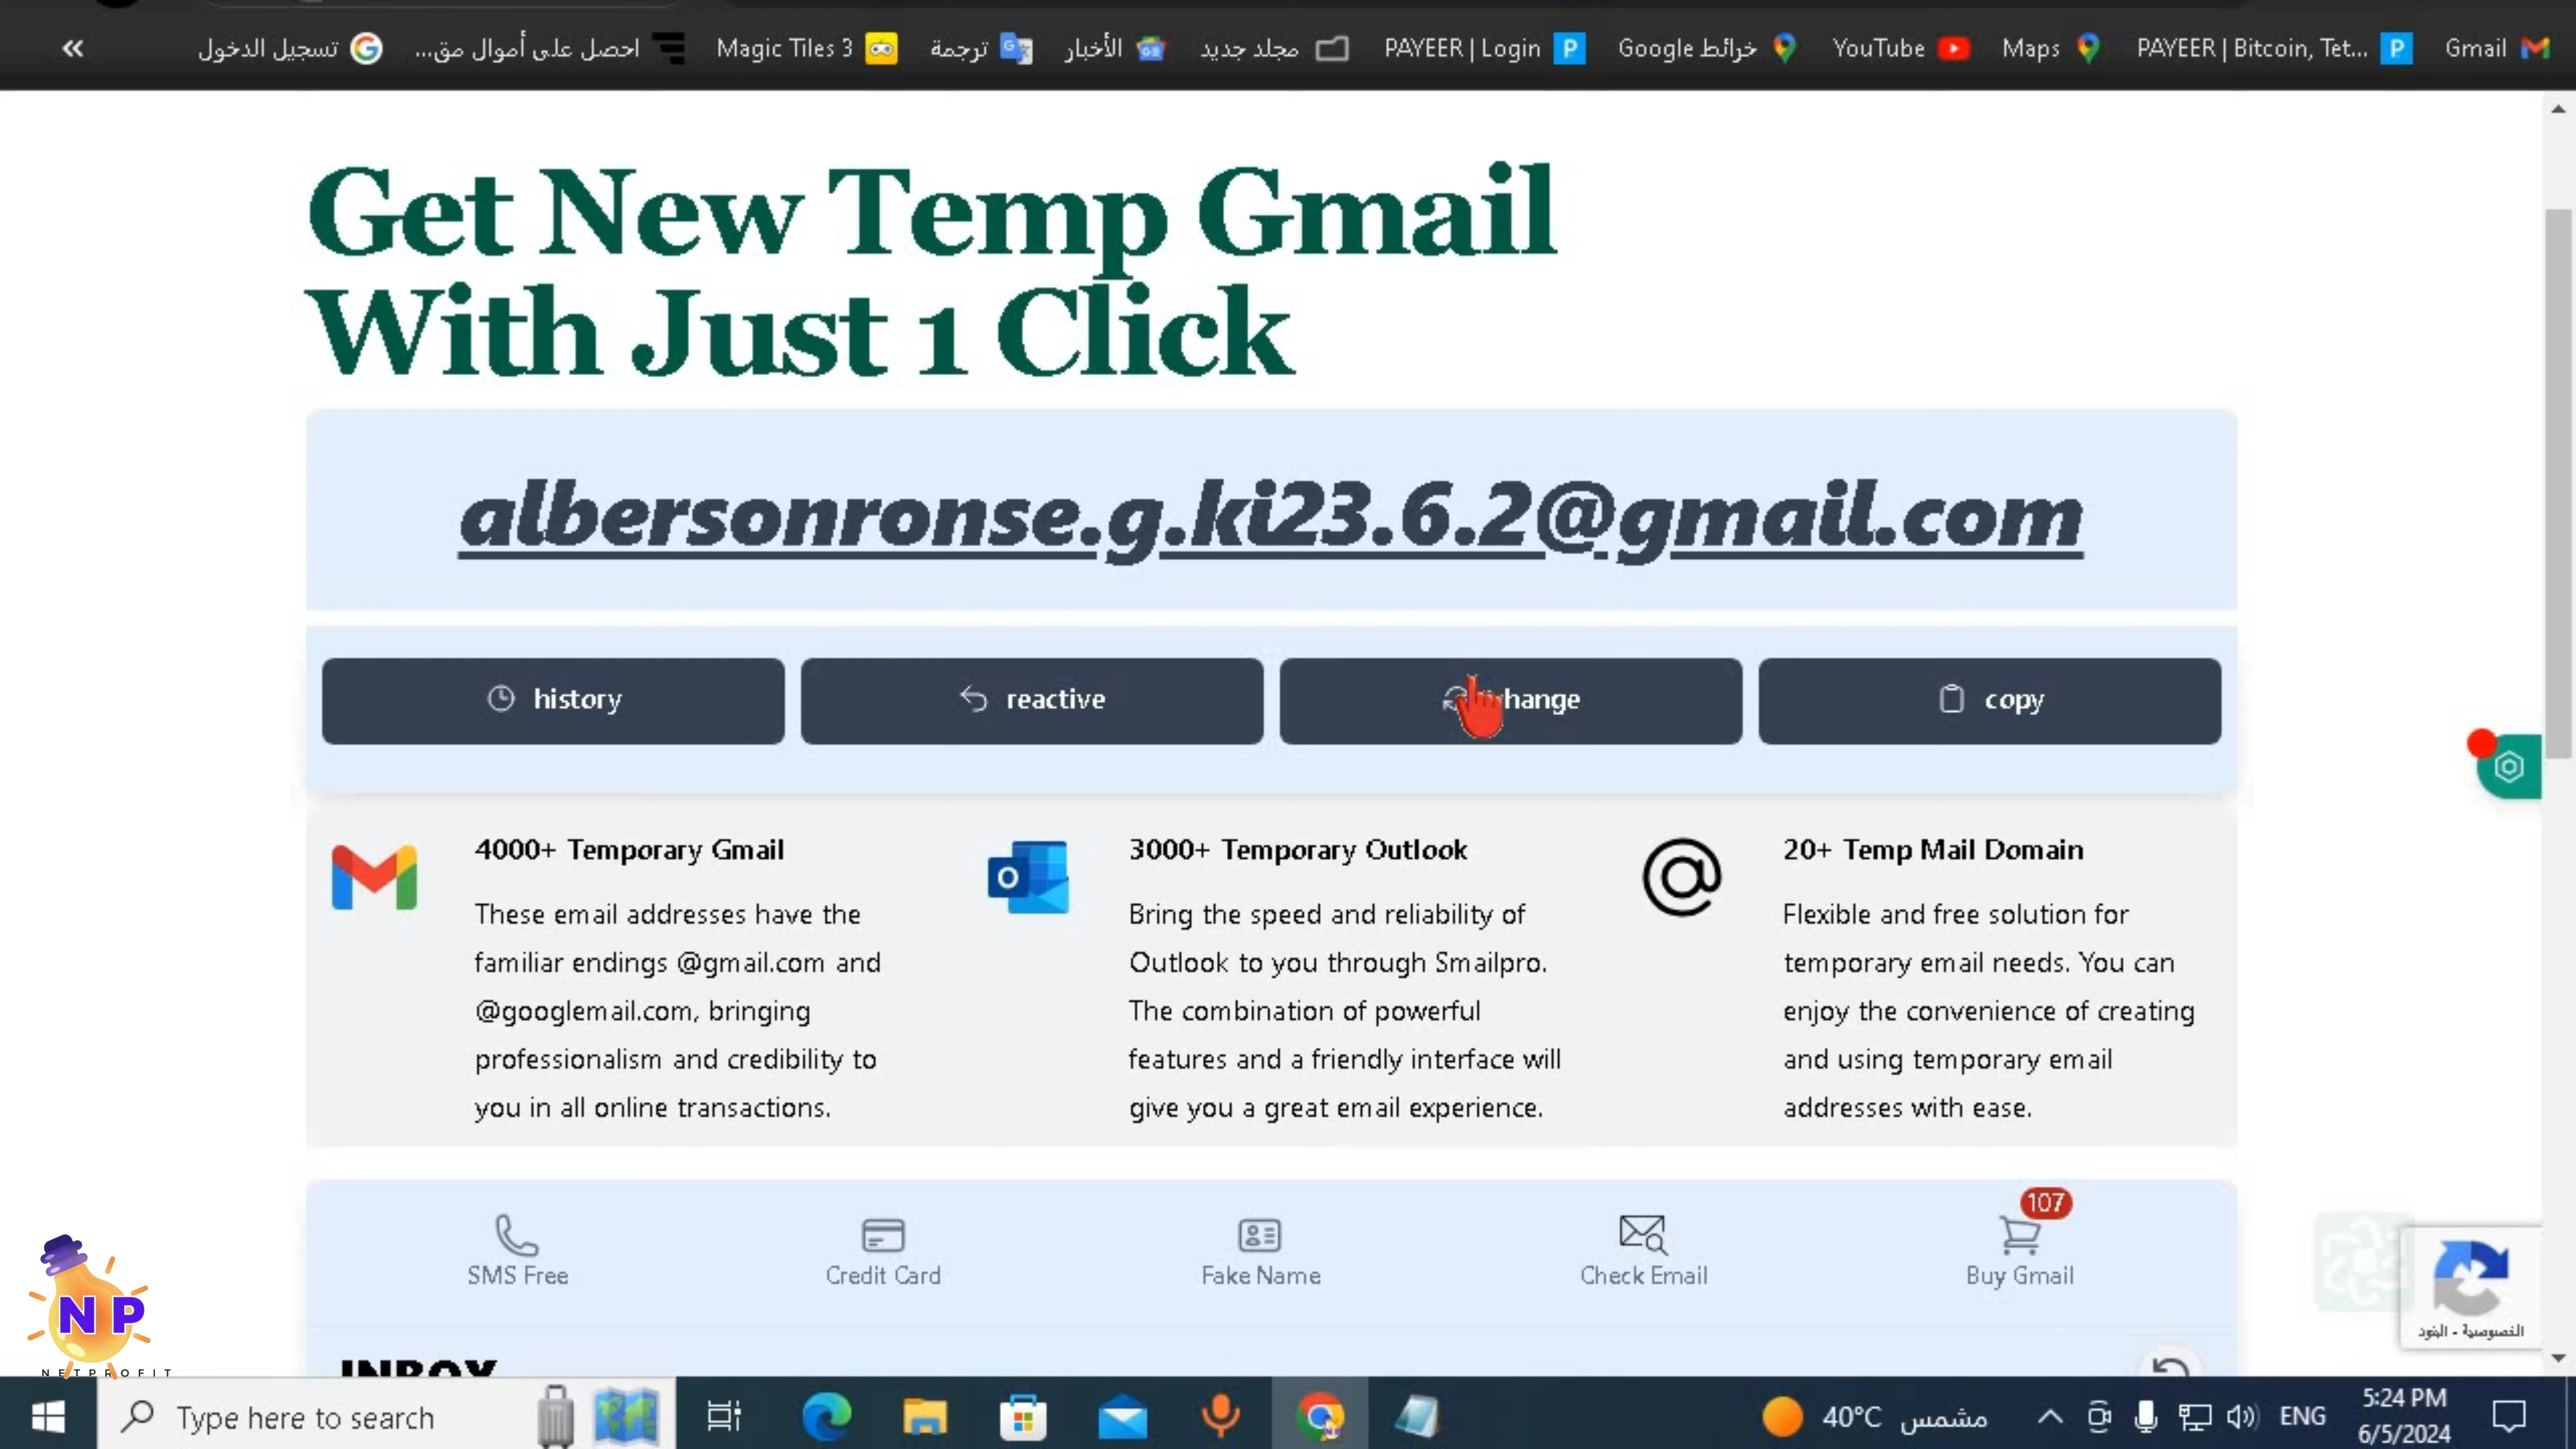 «
تسجيل الدخول
احصل على أموال مق...
Magic Tiles 3
ترجمة
الأخبار
مجلد جديد
PAYEER | Login
خرائط Google
YouTube
Maps
PAYEER | Bitcoin, Tet...
Gmail
Get New Temp Gmail
With Just 1 Click
albersonronse.g.ki23.6.2@gmail.com
history
reactive
hange
copy
4000+ Temporary Gmail
These email addresses have the
familiar endings @gmail.com and
@googlemail.com, bringing
professionalism and credibility to
you in all online transactions.
3000+ Temporary Outlook
Bring the speed and reliability of
Outlook to you through Smailpro.
The combination of powerful
features and a friendly interface will
give you a great email experience.
20+ Temp Mail Domain
Flexible and free solution for
temporary email needs. You can
enjoy the convenience of creating
and using temporary email
addresses with ease.
SMS Free
Credit Card
Fake Name
Check Email
107
Buy Gmail
الخصوصية - البنود
INBOX
NP
NETPROFIT
Type here to search
40°C مشمس
ENG
5:24 PM
6/5/2024